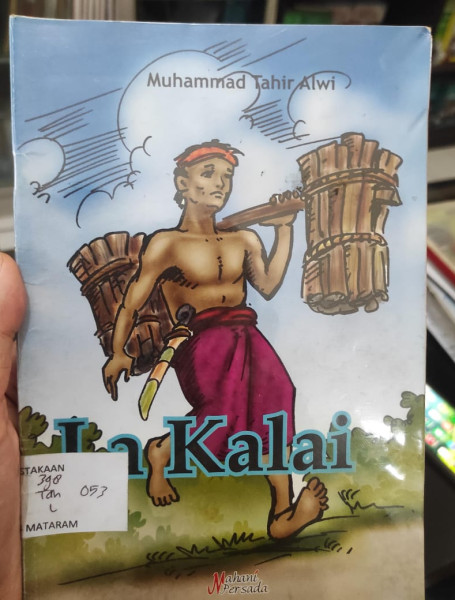 Muhammad Tahir Alwi
La Kalai
STAKAAN
398
Tah
L
053
MATARAM
Mahani
Persada